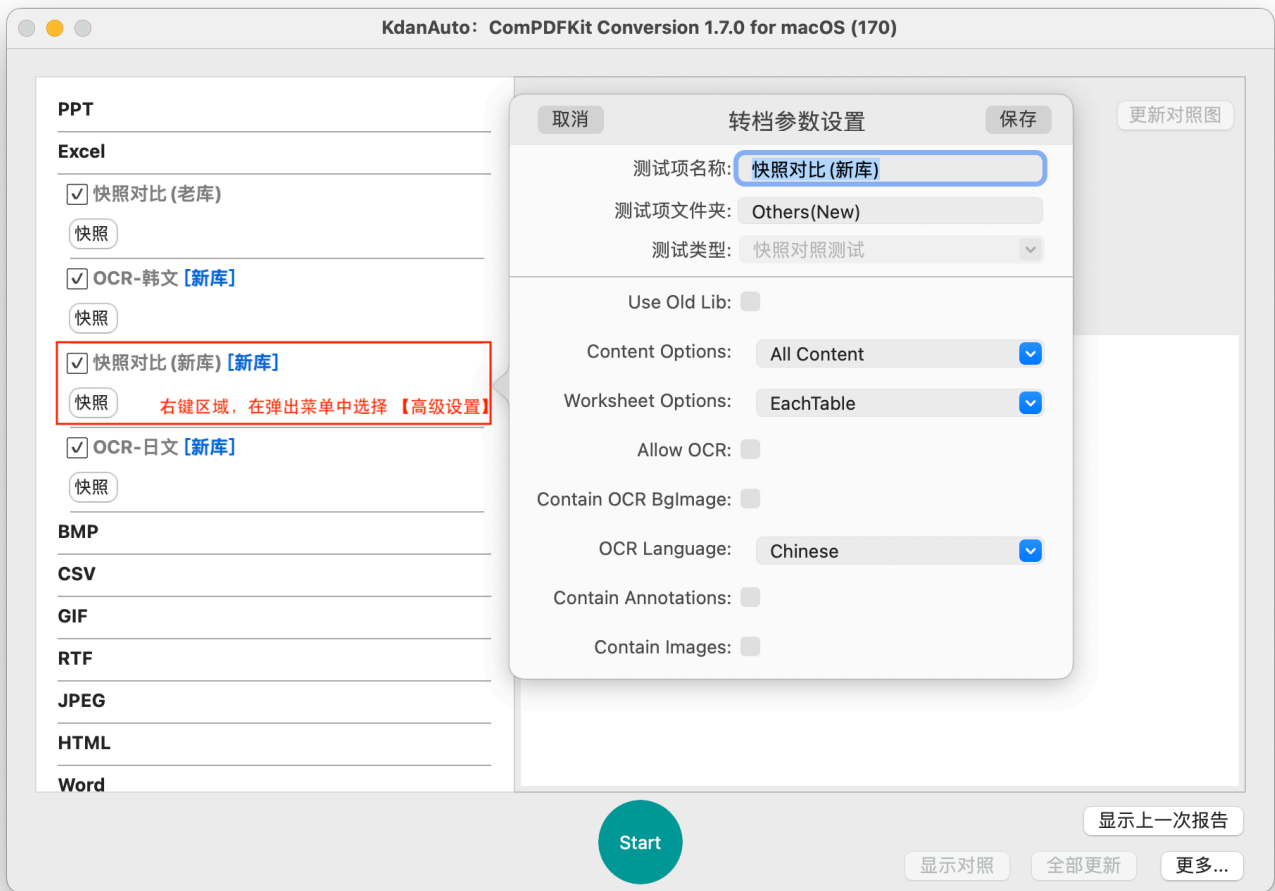 KdanAuto：ComPDFKit Conversion 1.7.0 for macOS (170)
PPT
Excel
快照对比(老库)
快照
OCR-韩文 [新库]
快照
快照对比(新库) [新库]
快照
右键区域，在弹出菜单中选择 【高级设置】
OCR-日文 [新库]
快照
BMP
CSV
GIF
RTF
JPEG
HTML
Word
取消
转档参数设置
保存
测试项名称: 快照对比(新库)
测试项文件夹: Others(New)
测试类型: 快照对照测试
Use Old Lib:
Content Options: All Content
Worksheet Options: EachTable
Allow OCR:
Contain OCR BgImage:
OCR Language: Chinese
Contain Annotations:
Contain Images:
更新对照图
Start
显示上一次报告
显示对照
全部更新
更多...